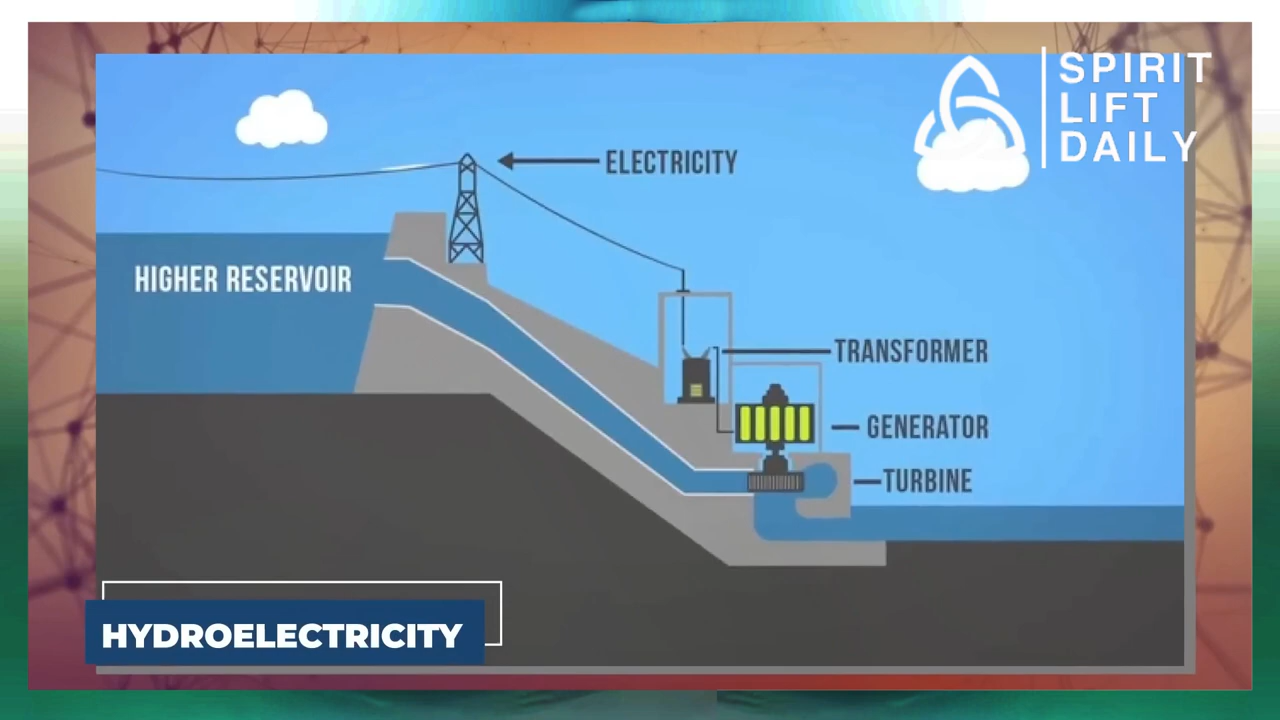 SPIRIT
LIFT
DAILY
ELECTRICITY
HIGHER RESERVOIR
TRANSFORMER
GENERATOR
TURBINE
HYDROELECTRICITY